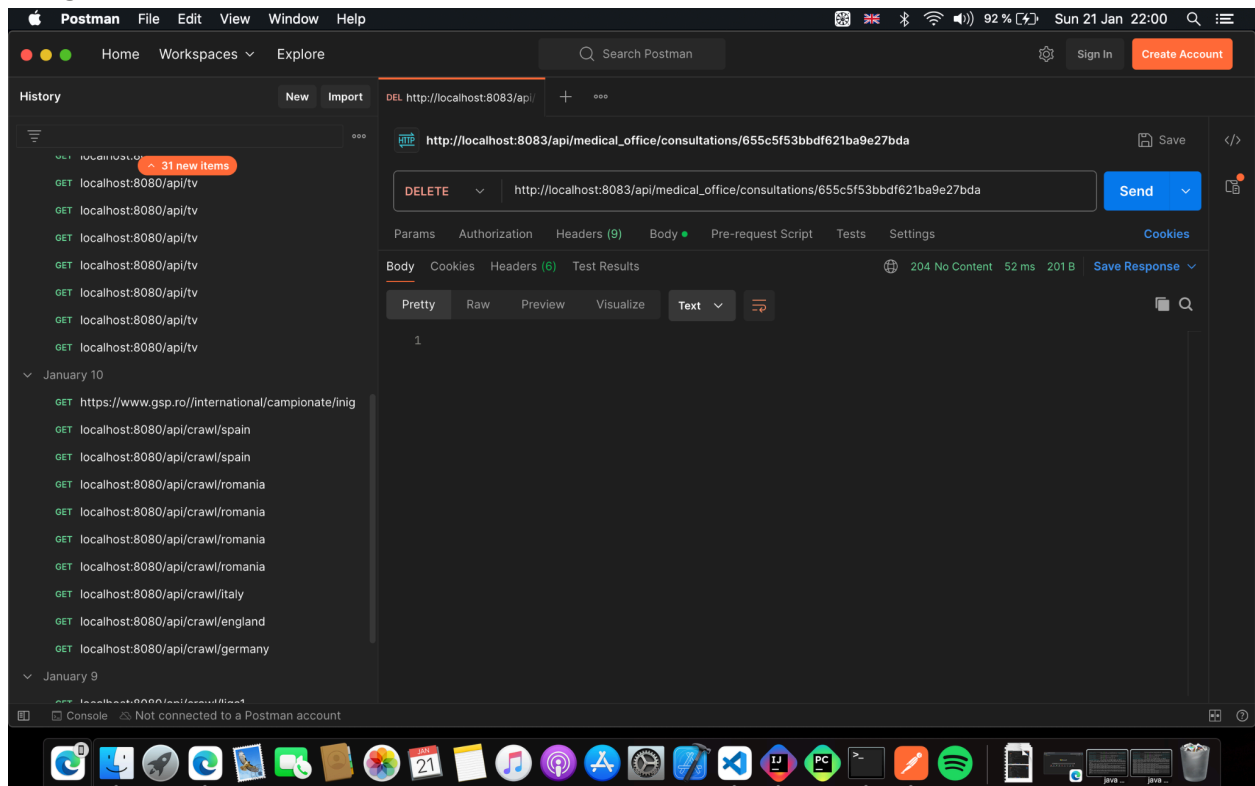 Postman File Edit View Window Help 92 % Sun 21 Jan 22:00
Home Workspaces Explore Search Postman Sign In Create Account
History New Import DEL http://localhost:8083/api/
http://localhost:8083/api/medical_office/consultations/655c5f53bbdf621ba9e27bda Save </>
31 new items
GET localhost:8080/api/tv
DELETE http://localhost:8083/api/medical_office/consultations/655c5f53bbdf621ba9e27bda Send
GET localhost:8080/api/tv
GET localhost:8080/api/tv
Params Authorization Headers (9) Body Pre-request Script Tests Settings Cookies
GET localhost:8080/api/tv
Body Cookies Headers (6) Test Results 204 No Content 52 ms 201 B Save Response
GET localhost:8080/api/tv
Pretty Raw Preview Visualize Text
GET localhost:8080/api/tv
GET localhost:8080/api/tv
1
January 10
GET https://www.gsp.ro//international/campionate/inig
GET localhost:8080/api/crawl/spain
GET localhost:8080/api/crawl/spain
GET localhost:8080/api/crawl/romania
GET localhost:8080/api/crawl/romania
GET localhost:8080/api/crawl/romania
GET localhost:8080/api/crawl/romania
GET localhost:8080/api/crawl/italy
GET localhost:8080/api/crawl/england
GET localhost:8080/api/crawl/germany
January 9
Console Not connected to a Postman account
JAN
21
IJ
PC
java
java